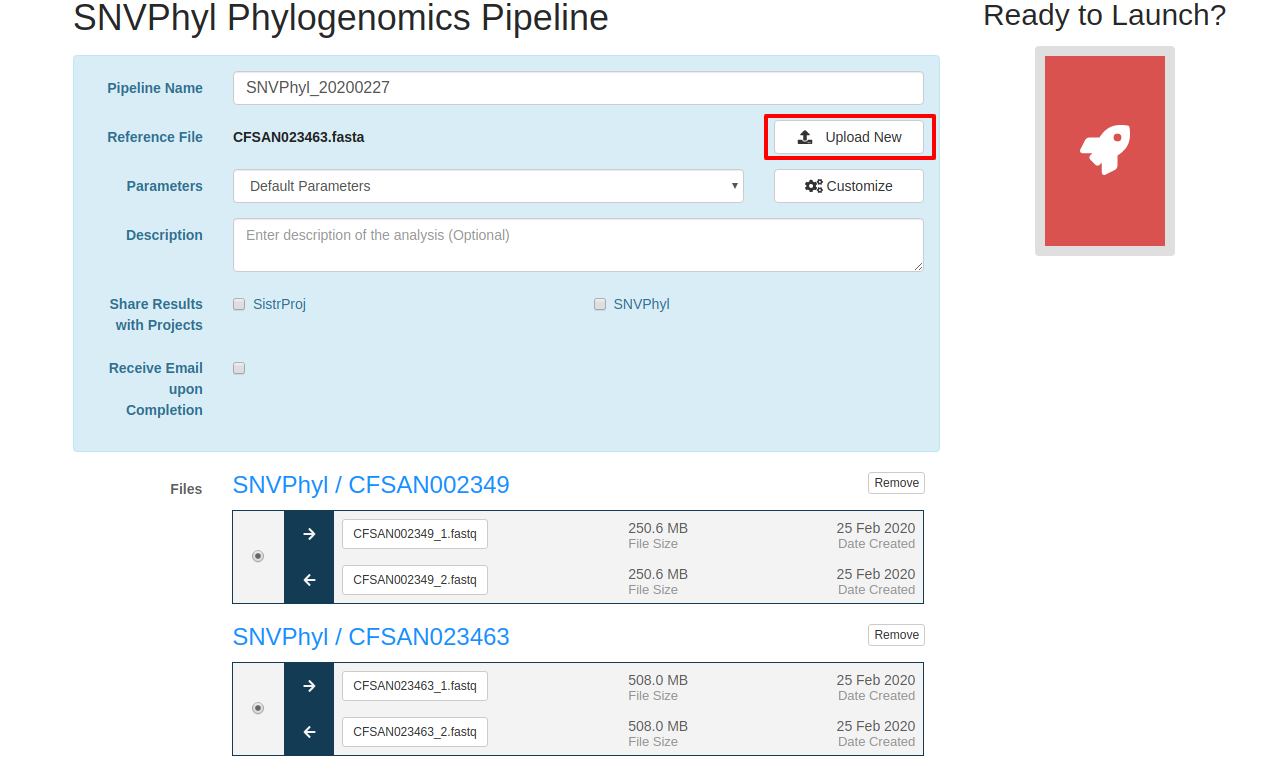 SNVPhyl Phylogenomics Pipeline
Ready to Launch?
Pipeline Name
SNVPhyl_20200227
Reference File
CFSAN023463.fasta
Upload New
Parameters
Default Parameters
Customize
Description
Enter description of the analysis (Optional)
Share Results
with Projects
SistrProj
SNVPhyl
Receive Email
upon
Completion
Files
SNVPhyl / CFSAN002349
Remove
CFSAN002349_1.fastq
250.6 MB
File Size
25 Feb 2020
Date Created
CFSAN002349_2.fastq
250.6 MB
File Size
25 Feb 2020
Date Created
SNVPhyl / CFSAN023463
Remove
CFSAN023463_1.fastq
508.0 MB
File Size
25 Feb 2020
Date Created
CFSAN023463_2.fastq
508.0 MB
File Size
25 Feb 2020
Date Created